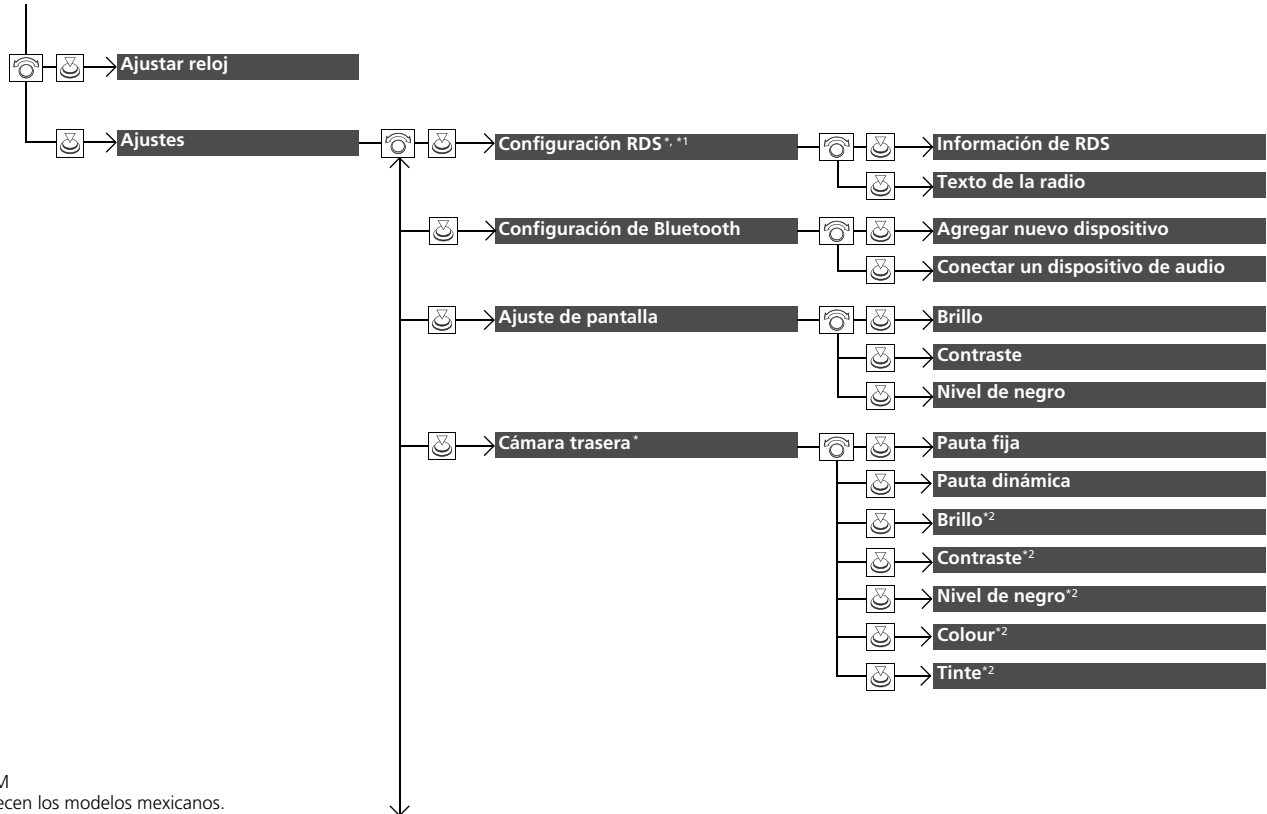 Ajustar reloj
Ajustes
Configuración RDS*, *1
Información de RDS
Texto de la radio
Configuración de Bluetooth
Agregar nuevo dispositivo
Conectar un dispositivo de audio
Ajuste de pantalla
Brillo
Contraste
Nivel de negro
Cámara trasera*
Pauta fija
Pauta dinámica
Brillo*2
Contraste*2
Nivel de negro*2
Colour*2
Tinte*2
M
ecen los modelos mexicanos.